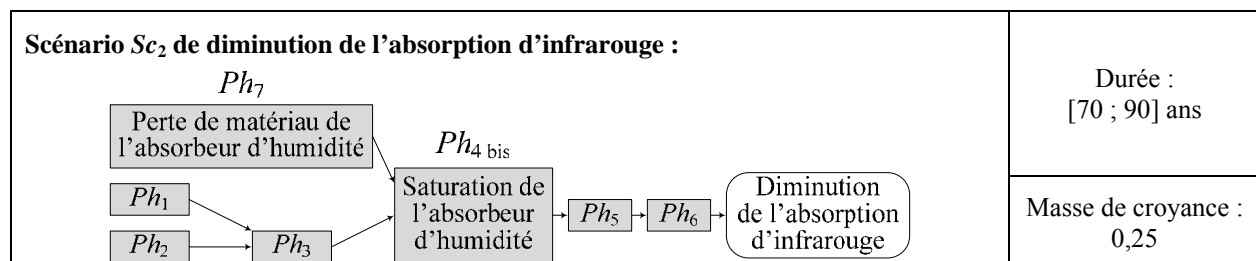 Scénario Sc2 de diminution de l'absorption d'infrarouge :
Ph7
Perte de matériau de
l'absorbeur d'humidité
Ph4 bis
Ph1
Ph2
Ph3
Saturation de
l'absorbeur
d'humidité
Ph5
Ph6
Diminution
de l'absorption
d'infrarouge
Durée :
[70 ; 90] ans
Masse de croyance :
0,25